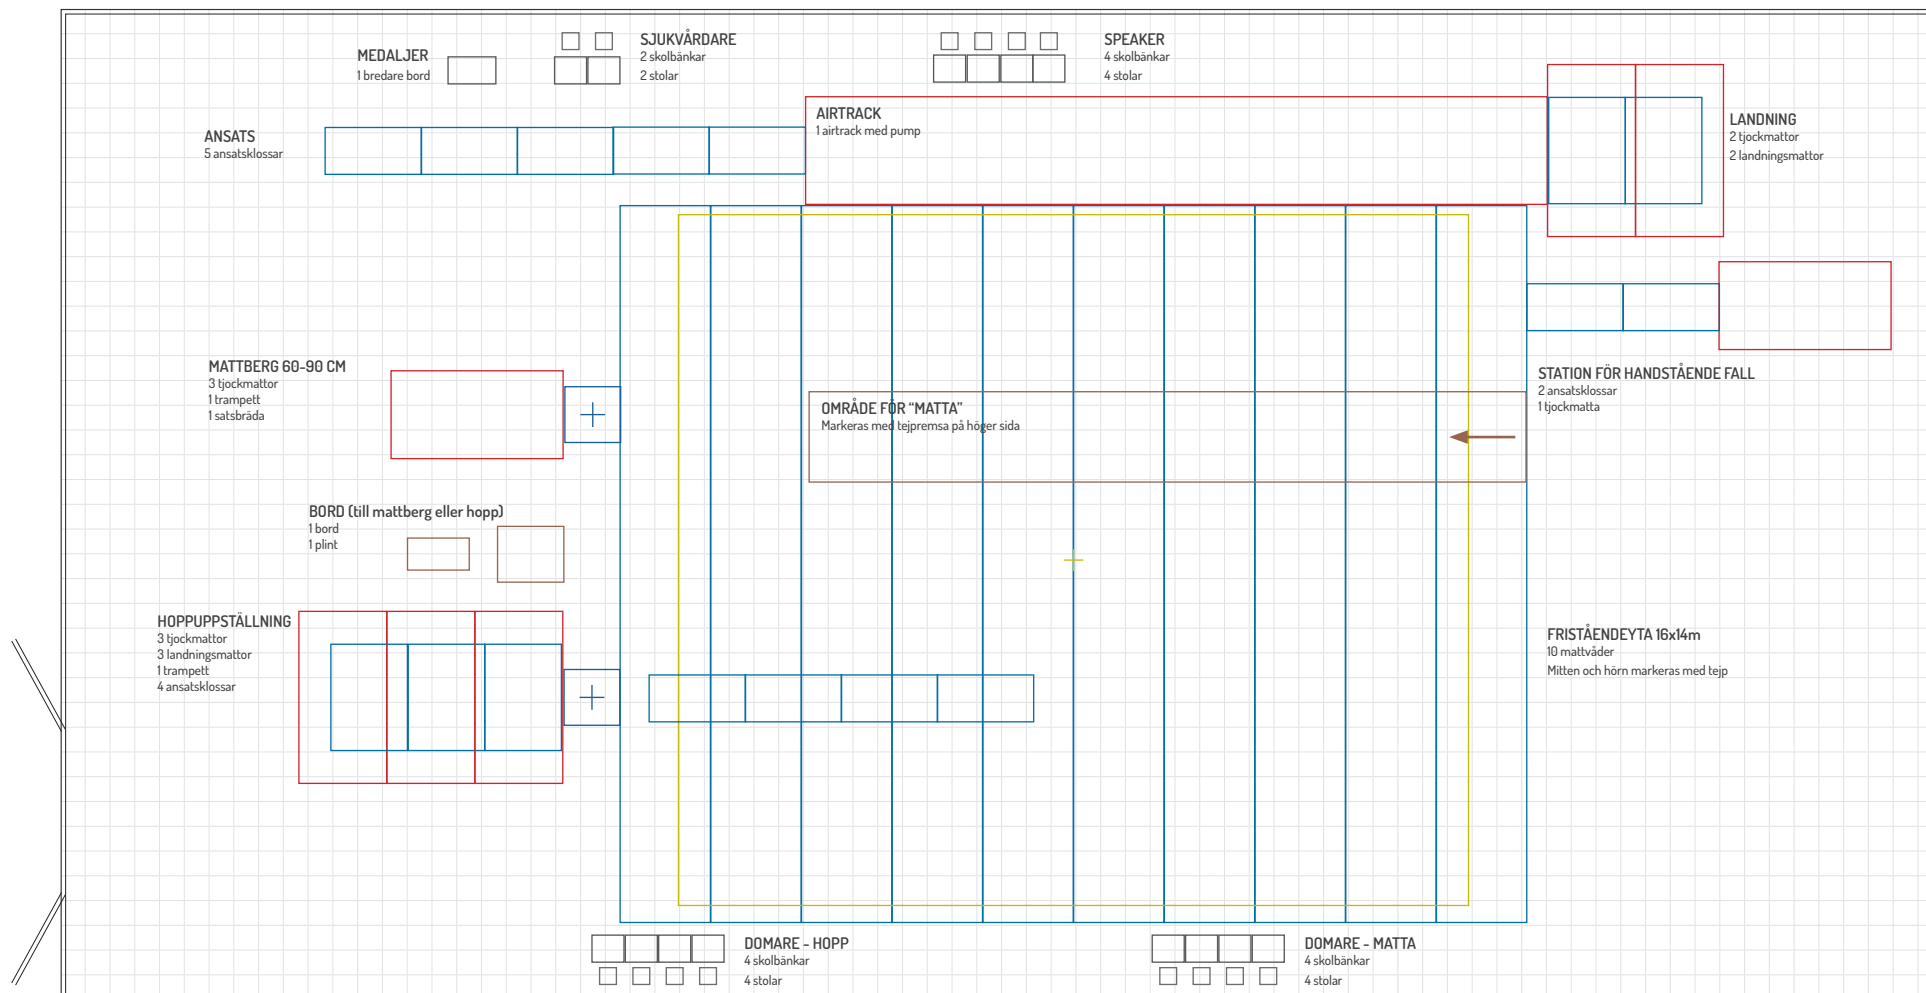 MEDALJER
1 bredare bord
SJUKVÅRDARE
2 skolbänkar
2 stolar
SPEAKER
4 skolbänkar
4 stolar
ANSATS
5 ansatsklossar
AIRTRACK
1 airtrack med pump
LANDNING
2 tjockmattor
2 landningsmattor
MATTBERG 60-90 CM
3 tjockmattor
1 trampett
1 satsbräda
OMRÅDE FÖR “MATTA”
Markeras med tejpremsa på höger sida
STATION FÖR HANDSTÅENDE FALL
2 ansatsklossar
1 tjockmatta
BORD (till mattberg eller hopp)
1 bord
1 plint
HOPPUPPSTÄLLNING
3 tjockmattor
3 landningsmattor
1 trampett
4 ansatsklossar
FRISTÅENDEYTA 16x14m
10 mattvåder
Mitten och hörn markeras med tejp
DOMARE - HOPP
4 skolbänkar
4 stolar
DOMARE - MATTA
4 skolbänkar
4 stolar